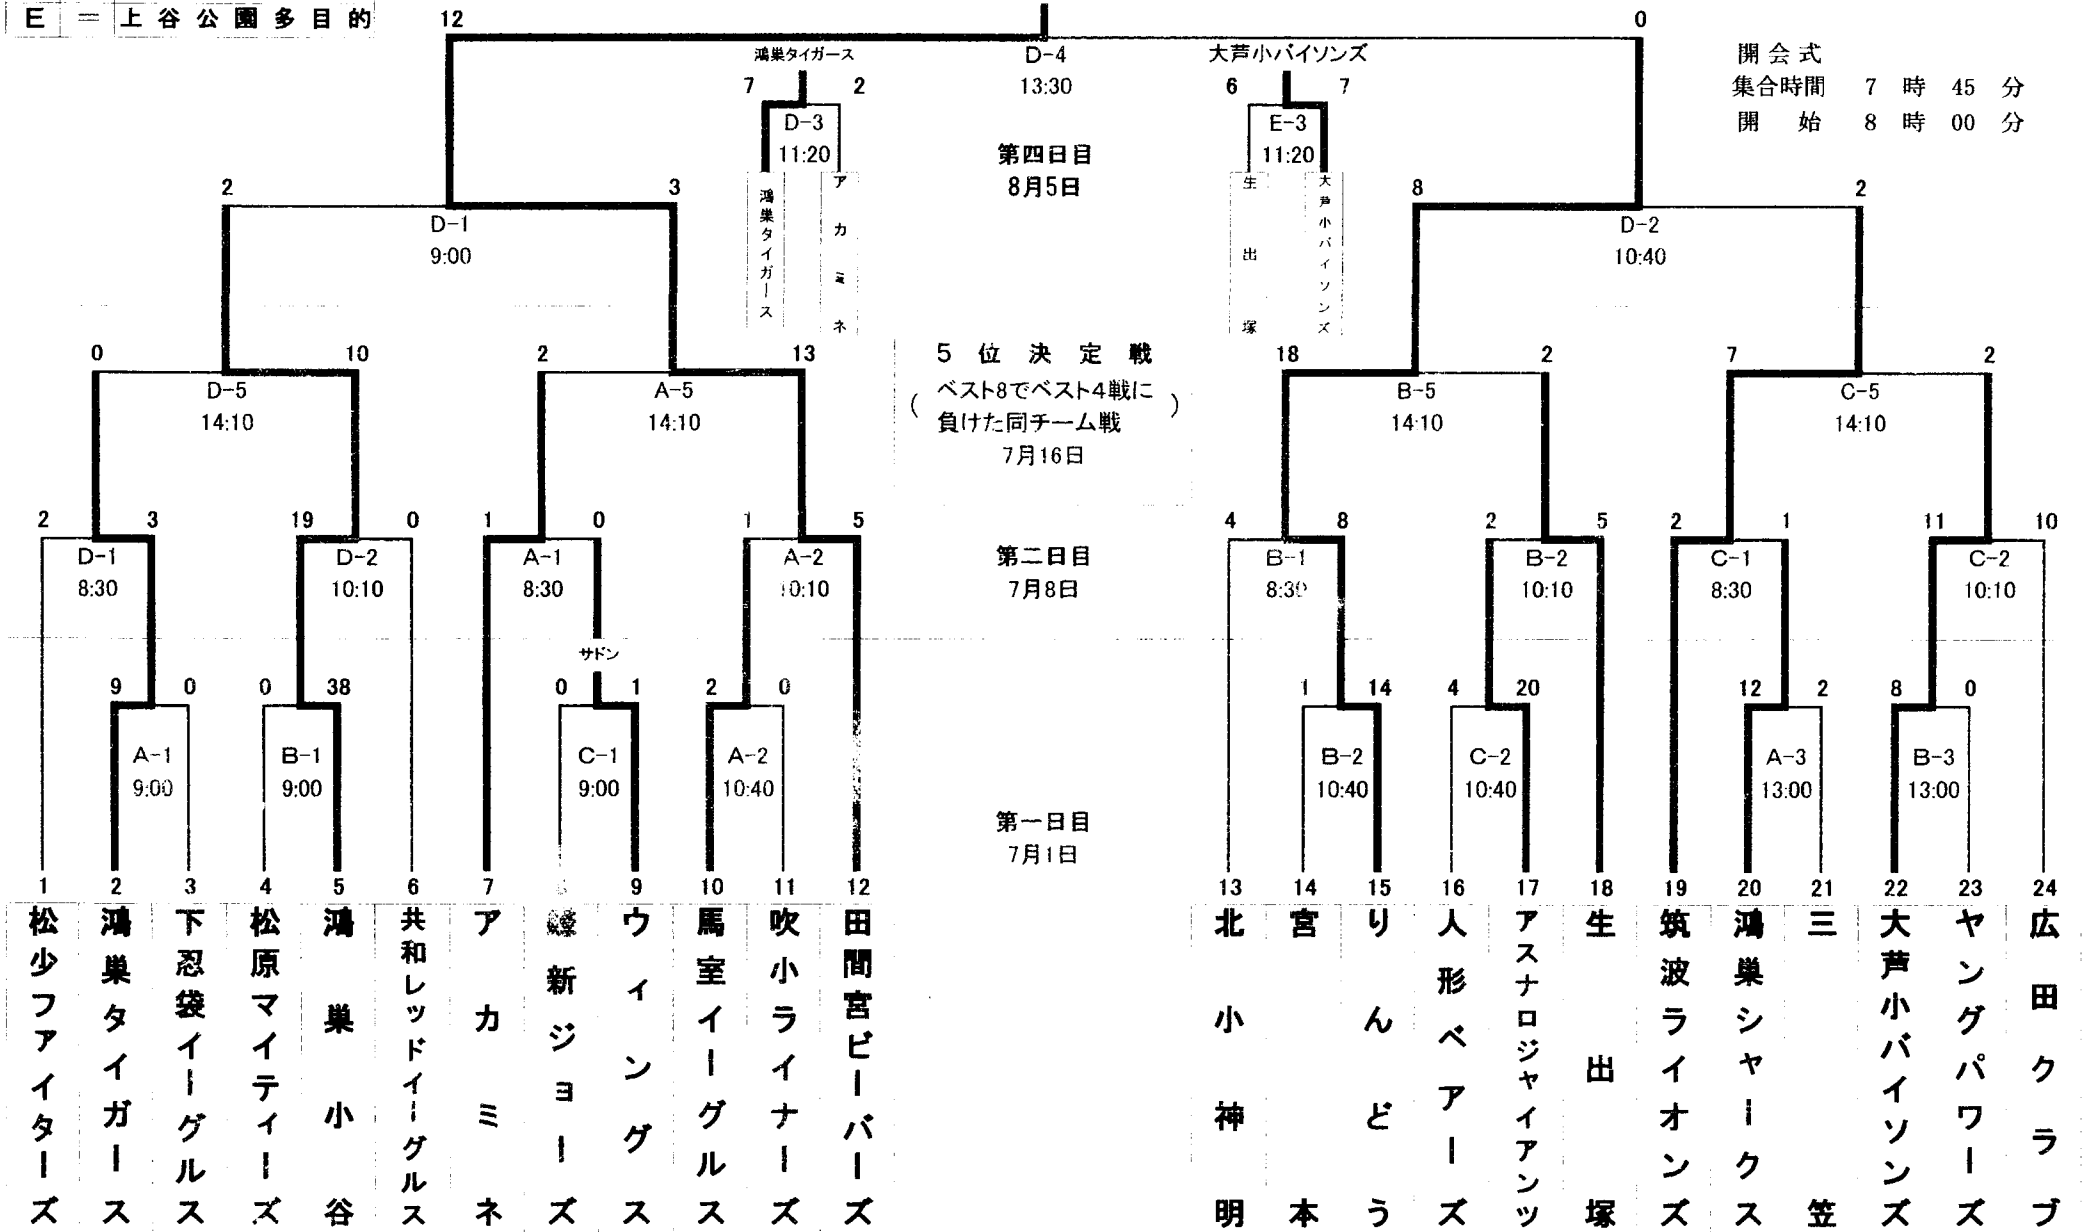 E = 上谷公園多目的
12
0
鴻巣タイガース
D-4
大芦小バイソンズ
13:30
開会式
集合時間 7 時 45 分
開 始 8 時 00 分
7
2
6
7
D-3
11:20
E-3
11:20
鴻巣タイガース
アカミネ
生出塚
大芦小バイソンズ
第四日目
8月5日
2
3
8
2
D-1
9:00
D-2
10:40
0
10
2
13
18
2
7
2
D-5
14:10
A-5
14:10
5位決定戦
( ベスト8でベスト4戦に )
負けた同チーム戦
7月16日
B-5
14:10
C-5
14:10
2
3
19
0
1
0
1
5
4
8
2
5
2
1
11
10
D-1
8:30
D-2
10:10
A-1
8:30
A-2
10:10
第二日目
7月8日
B-1
8:30
B-2
10:10
C-1
8:30
C-2
10:10
サドン
9
0
0
38
0
1
2
0
1
14
4
20
12
2
8
0
A-1
9:00
B-1
9:00
C-1
9:00
A-2
10:40
B-2
10:40
C-2
10:40
A-3
13:00
B-3
13:00
第一日目
7月1日
1
2
3
4
5
6
7
9
10
11
12
13
14
15
16
17
18
19
20
21
22
23
24
松少ファイターズ
鴻巣タイガース
下忍袋イーグルス
松原マイティーズ
鴻巣小谷
共和レッドイーグルス
アカミネ
新ジョーズ
ウィングス
馬室イーグルス
吹小ライナーズ
田間宮ビーバーズ
北小神明
宮本
りんどう
人形ベアーズ
アスナロジャイアンツ
生出塚
筑波ライオンズ
鴻巣シャークス
三笠
大芦小バイソンズ
ヤングパワーズ
広田クラブ